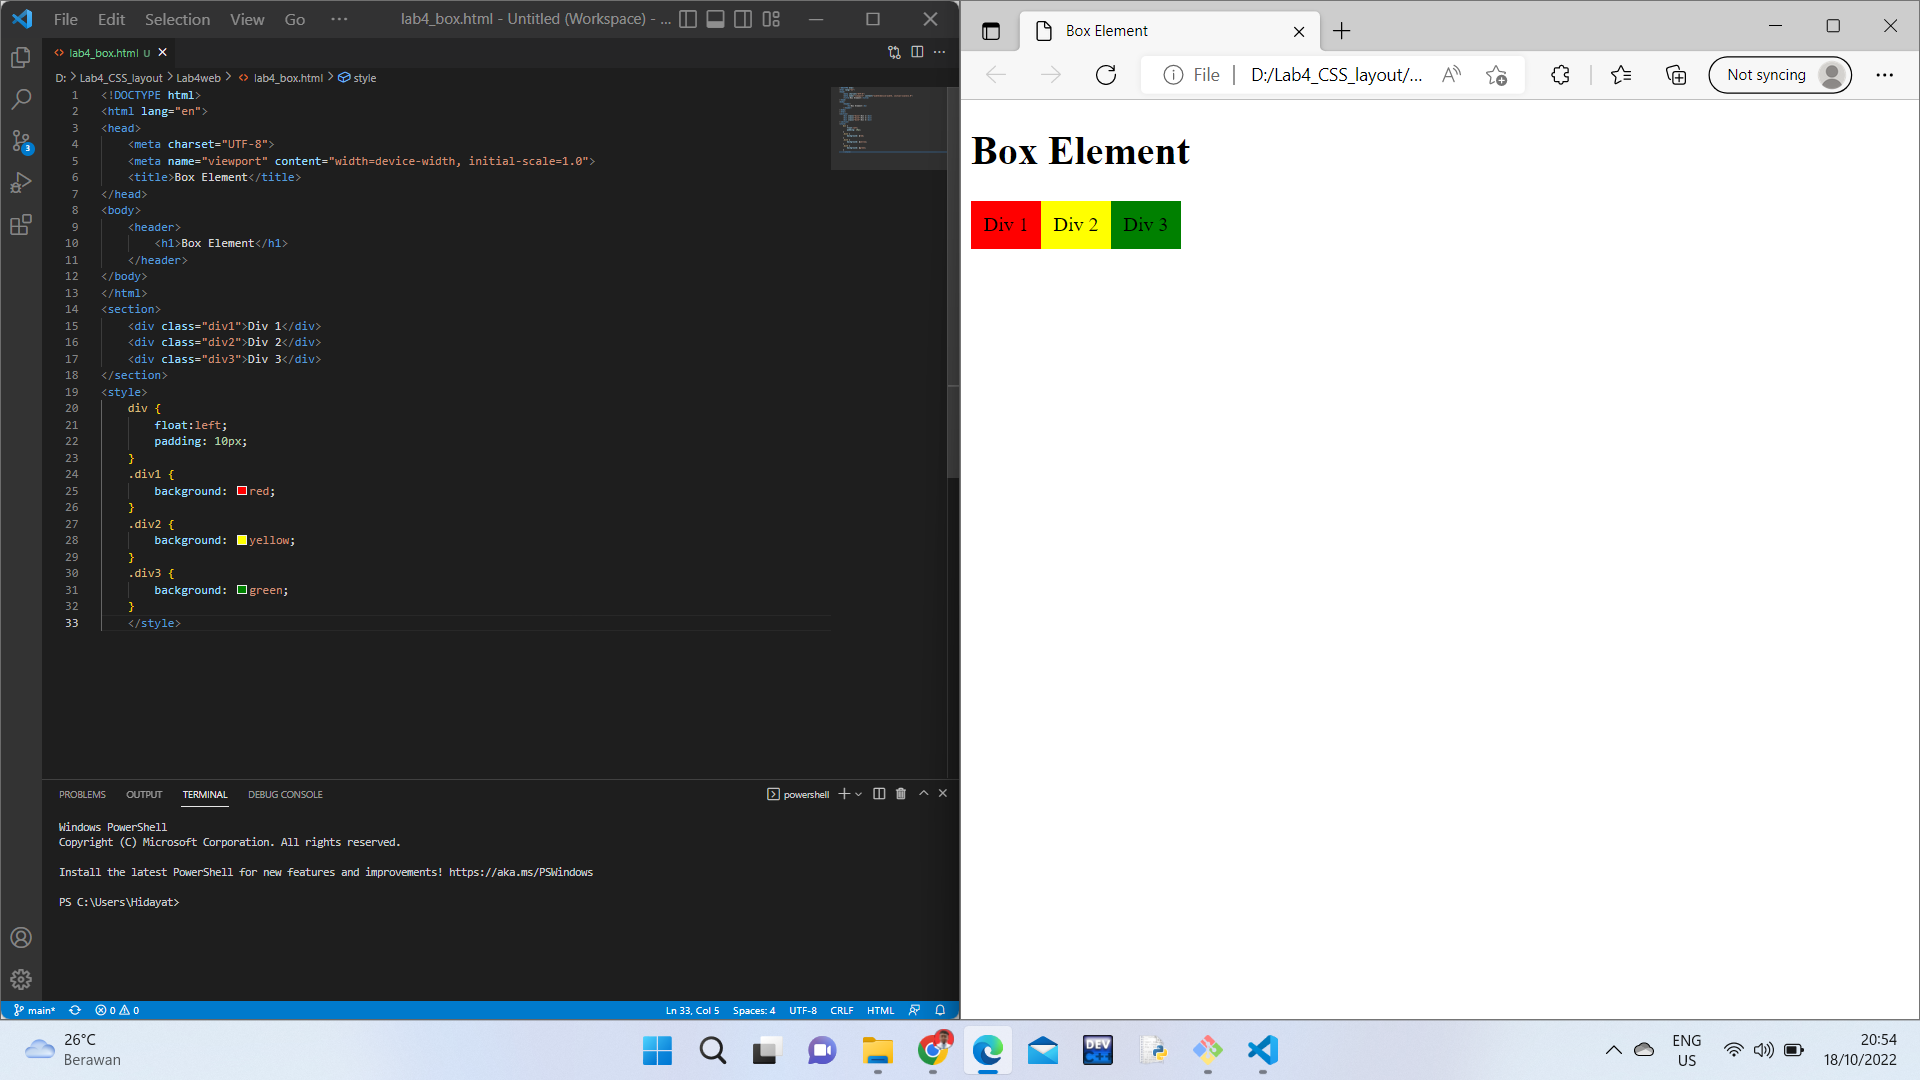 File Edit Selection View Go ··· lab4_box.html - Untitled (Workspace) - ...
lab4_box.html U
D: > Lab4_CSS_layout > Lab4web > lab4_box.html > style
1 <!DOCTYPE html>
2 <html lang="en">
3 <head>
4 <meta charset="UTF-8">
5 <meta name="viewport" content="width=device-width, initial-scale=1.0">
6 <title>Box Element</title>
7 </head>
8 <body>
9 <header>
10 <h1>Box Element</h1>
11 </header>
12 </body>
13 </html>
14 <section>
15 <div class="div1">Div 1</div>
16 <div class="div2">Div 2</div>
17 <div class="div3">Div 3</div>
18 </section>
19 <style>
20 div {
21 float:left;
22 padding: 10px;
23 }
24 .div1 {
25 background: red;
26 }
27 .div2 {
28 background: yellow;
29 }
30 .div3 {
31 background: green;
32 }
33 </style>
PROBLEMS OUTPUT TERMINAL DEBUG CONSOLE powershell
Windows PowerShell
Copyright (C) Microsoft Corporation. All rights reserved.
Install the latest PowerShell for new features and improvements! https://aka.ms/PSWindows
PS C:\Users\Hidayat>
3
main* 0 0 Ln 33, Col 5 Spaces: 4 UTF-8 CRLF HTML
Box Element
File D:/Lab4_CSS_layout/... Not syncing
Box Element
Div 1 Div 2 Div 3
26°C
Berawan
DEV
C++
ENG
US
20:54
18/10/2022